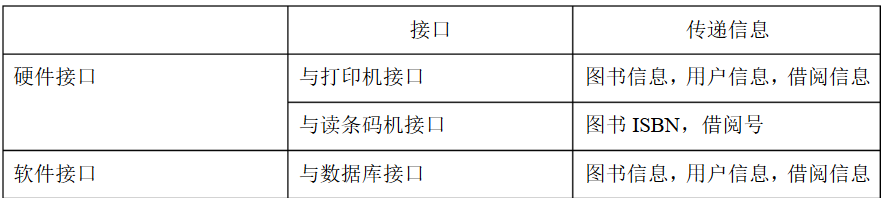 接口 传递信息
硬件接口 与打印机接口 图书信息，用户信息，借阅信息
与读条码机接口 图书 ISBN，借阅号
软件接口 与数据库接口 图书信息，用户信息，借阅信息